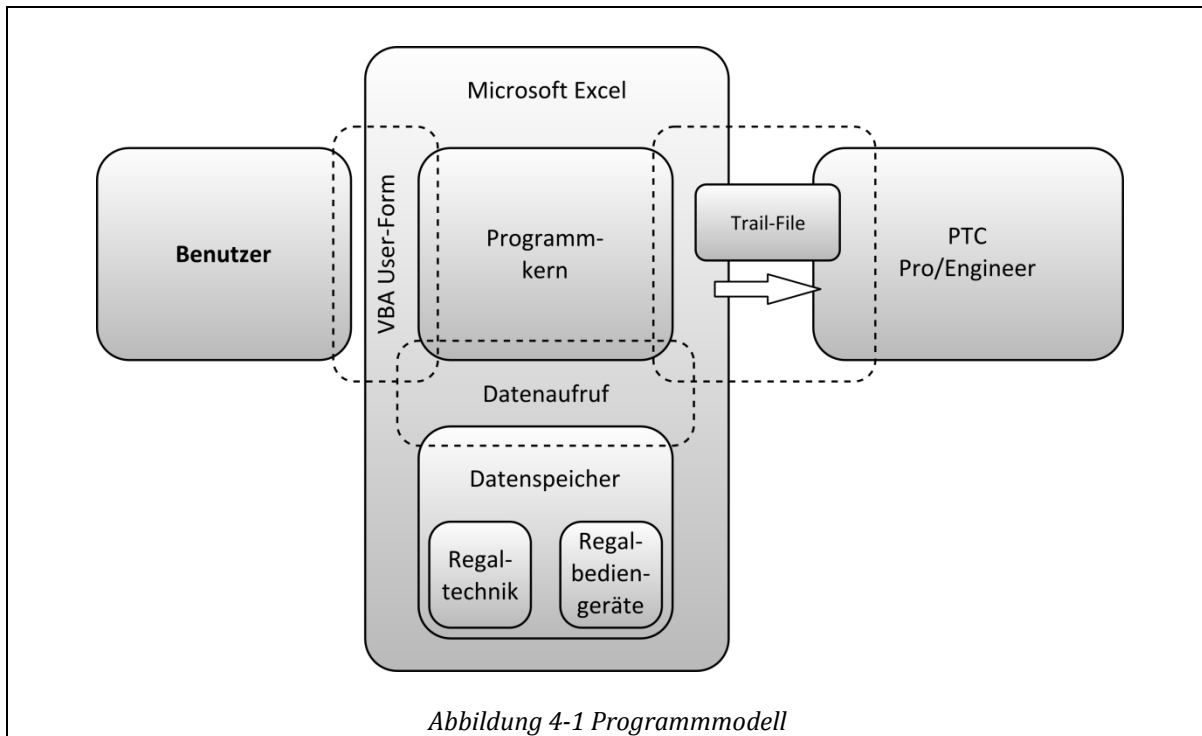 Microsoft Excel
Benutzer
VBA User-Form
Programm-
kern
Trail-File
PTC
Pro/Engineer
Datenaufruf
Datenspeicher
Regal-
technik
Regal-
bedien-
geräte
Abbildung 4-1 Programmmodell